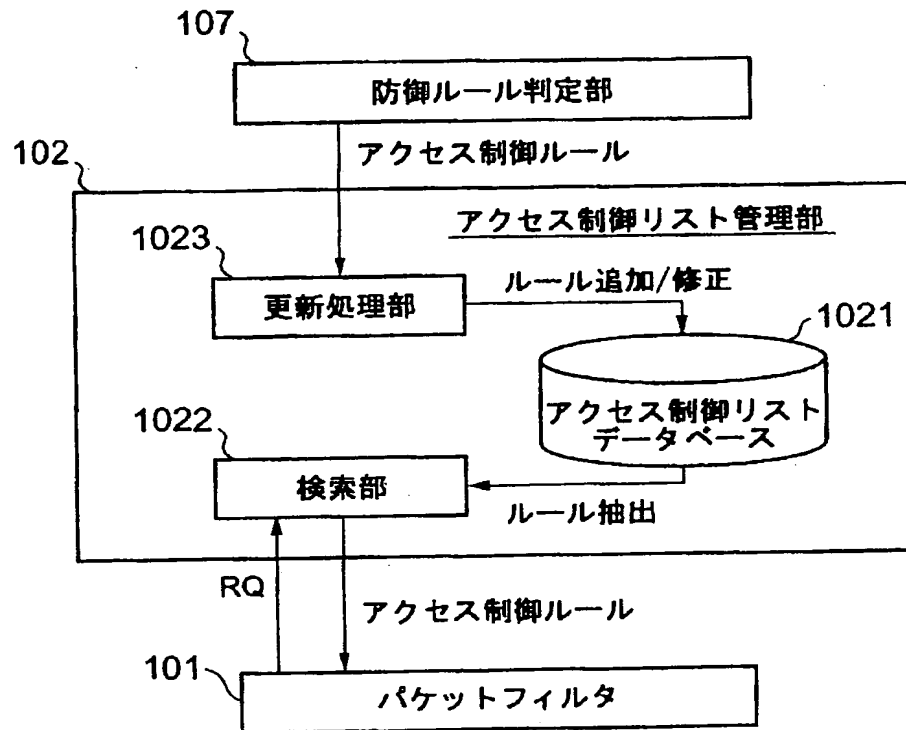 107
防御ルール判定部
アクセス制御ルール
102
アクセス制御リスト管理部
1023
更新処理部
ルール追加/修正
1021
アクセス制御リスト
データベース
1022
検索部
ルール抽出
RQ
アクセス制御ルール
101
パケットフィルタ